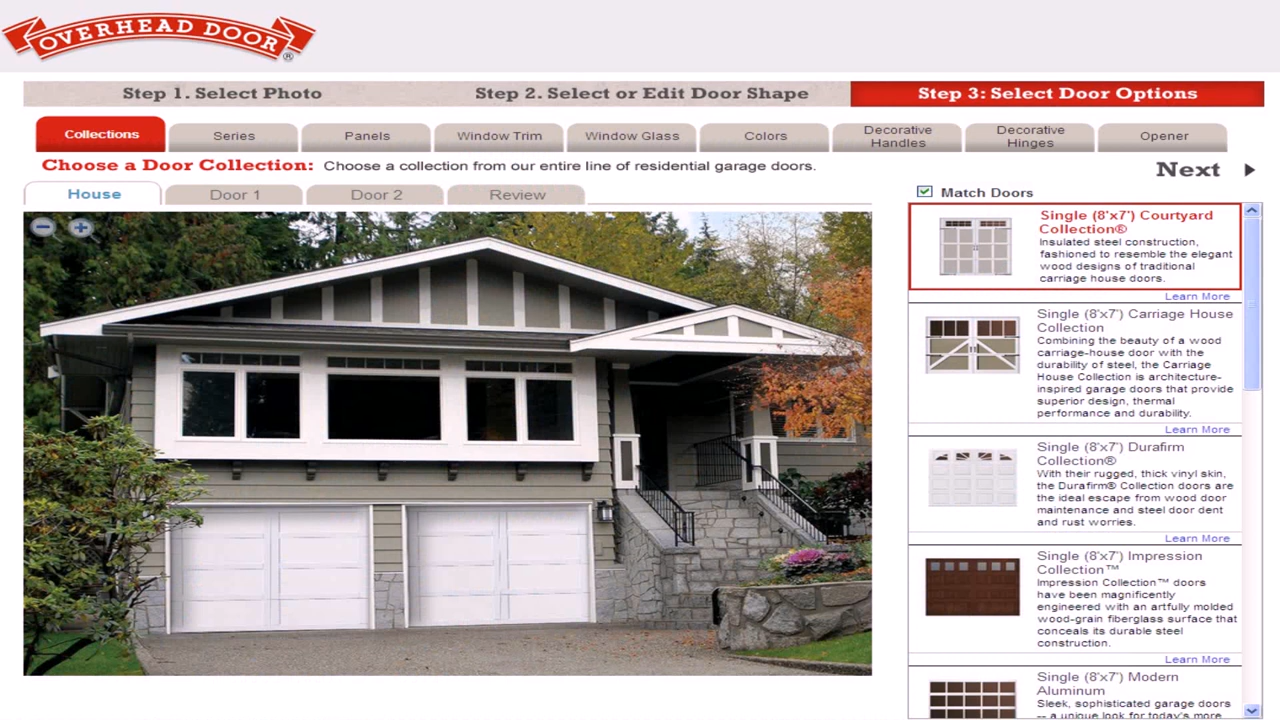 OVERHEAD DOOR®
Step 1. Select Photo
Step 2. Select or Edit Door Shape
Step 3: Select Door Options
Collections
Series
Panels
Window Trim
Window Glass
Colors
Decorative
Handles
Decorative
Hinges
Opener
Choose a Door Collection: Choose a collection from our entire line of residential garage doors.
Next
House
Door 1
Door 2
Review
Match Doors
Single (8'x7') Courtyard
Collection®
Insulated steel construction,
fashioned to resemble the elegant
wood designs of traditional
carriage house doors.
Learn More
Single (8'x7') Carriage House
Collection
Combining the beauty of a wood
carriage-house door with the
durability of steel, the Carriage
House Collection is architecture-
inspired garage doors that provide
superior design, thermal
performance and durability.
Learn More
Single (8'x7') Durafirm
Collection®
With their rugged, thick vinyl skin,
the Durafirm® Collection doors are
the ideal escape from wood door
maintenance and steel door dent
and rust worries.
Learn More
Single (8'x7') Impression
Collection™
Impression Collection™ doors
have been magnificently
engineered with an artfully molded
wood-grain fiberglass surface that
conceals its durable steel
construction.
Learn More
Single (8'x7') Modern
Aluminum
Sleek, sophisticated garage doors
-- a unique look for today's more